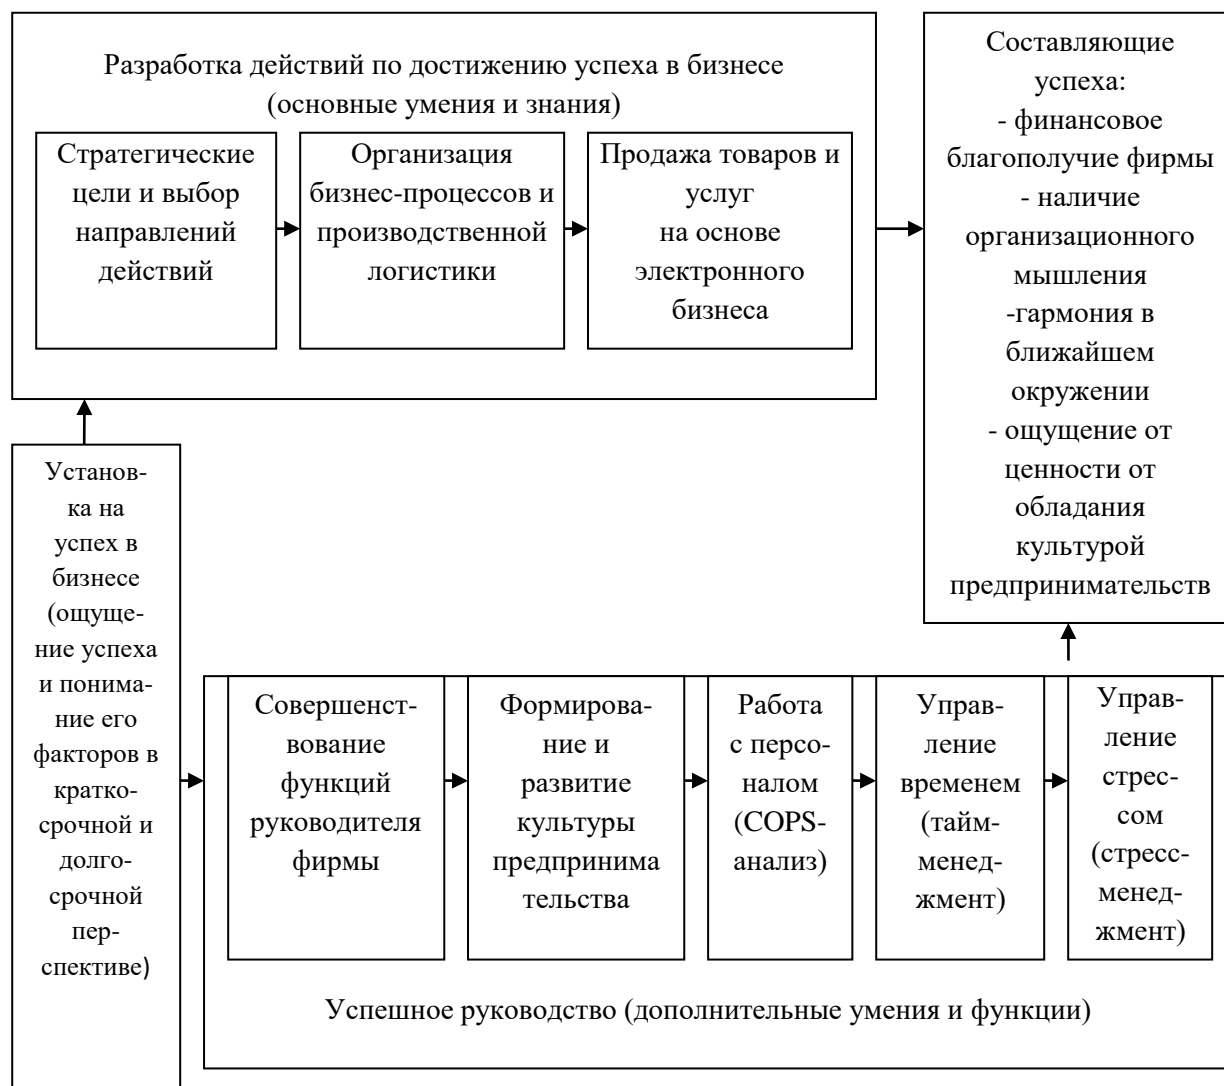 Разработка действий по достижению успеха в бизнесе
(основные умения и знания)
Стратегические
цели и выбор
направлений
действий
Организация
бизнес-процессов и
производственной
логистики
Продажа товаров и
услуг
на основе
электронного
бизнеса
Составляющие
успеха:
- финансовое
благополучие фирмы
- наличие
организационного
мышления
-гармония в
ближайшем
окружении
- ощущение от
ценности от
обладания
культурой
предпринимательств
Установ-
ка на
успех в
бизнесе
(ощуще-
ние успеха
и понима-
ние его
факторов в
кратко-
срочной и
долго-
срочной
пер-
спективе)
Совершенст-
вование
функций
руководителя
фирмы
Формирова-
ние и
развитие
культуры
предпринима
тельства
Работа
с персо-
налом
(COPS-
анализ)
Управ-
ление
временем
(тайм-
менед-
жмент)
Управ-
ление
стрес-
сом
(стресс-
менед-
жмент)
Успешное руководство (дополнительные умения и функции)